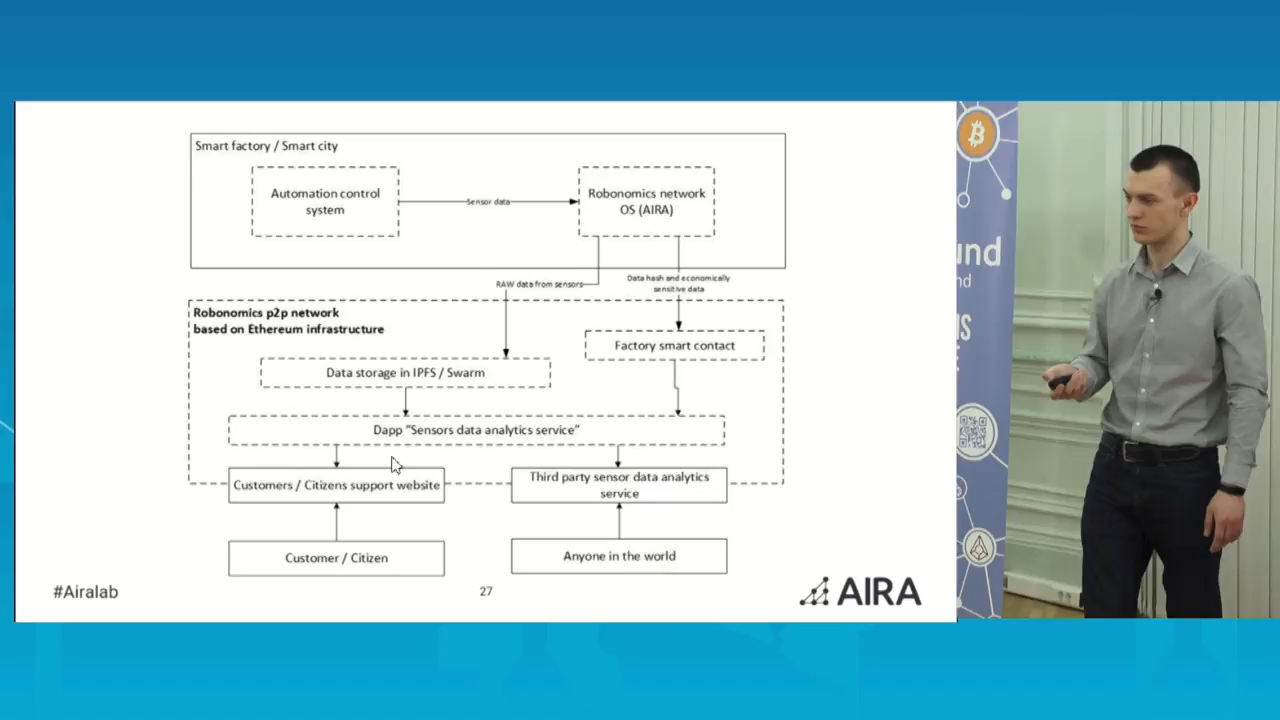 Smart factory / Smart city
Automation control
system
Sensor data
Robonomics network
OS (AIRA)
RAW data from sensors
Data hash and economically
sensitive data
Robonomics p2p network
based on Ethereum infrastructure
Factory smart contact
Data storage in IPFS / Swarm
Dapp "Sensors data analytics service"
Customers / Citizens support website
Third party sensor data analytics
service
Customer / Citizen
Anyone in the world
#Airalab
27
AIRA
und
nd